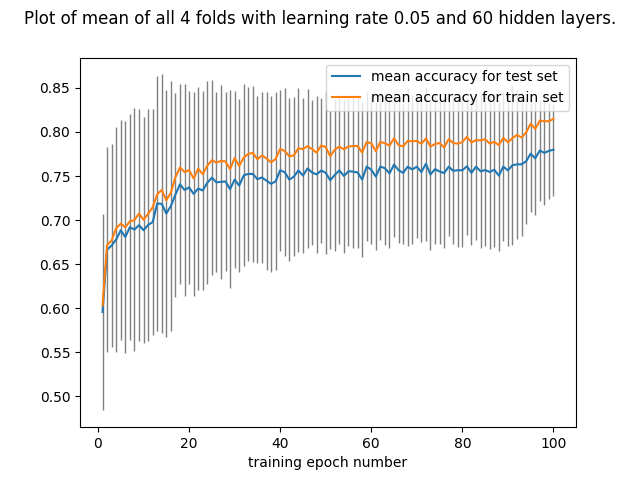 Plot of mean of all 4 folds with learning rate 0.05 and 60 hidden layers.
mean accuracy for test set
mean accuracy for train set
0.85
0.80
0.75
0.70
0.65
0.60
0.55
0.50
0 20 40 60 80 100
training epoch number